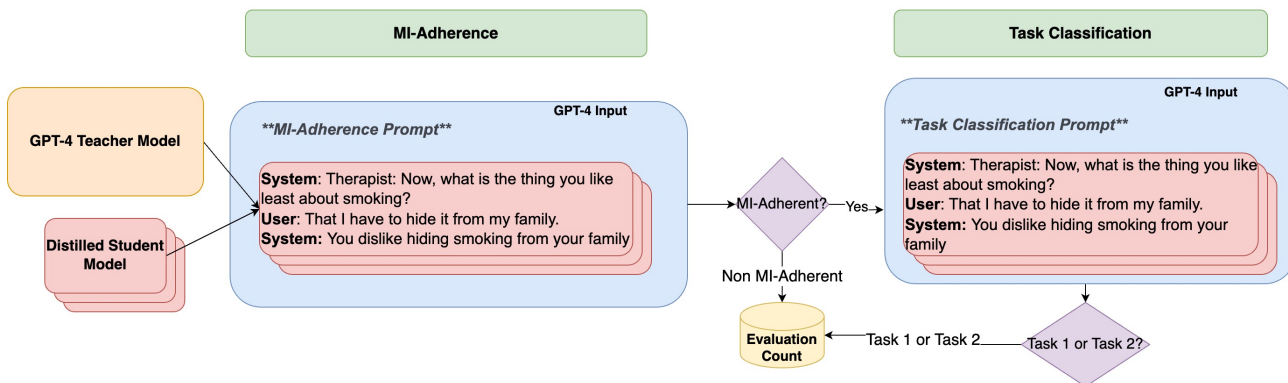 MI-Adherence
Task Classification
GPT-4 Teacher Model
Distilled Student
Model
GPT-4 Input
**MI-Adherence Prompt**
System: Therapist: Now, what is the thing you like
least about smoking?
User: That I have to hide it from my family.
System: You dislike hiding smoking from your family
MI-Adherent?
Yes
Non MI-Adherent
Evaluation
Count
GPT-4 Input
**Task Classification Prompt**
System: Therapist: Now, what is the thing you like
least about smoking?
User: That I have to hide it from my family.
System: You dislike hiding smoking from your
family
Task 1 or Task 2?
Task 1 or Task 2